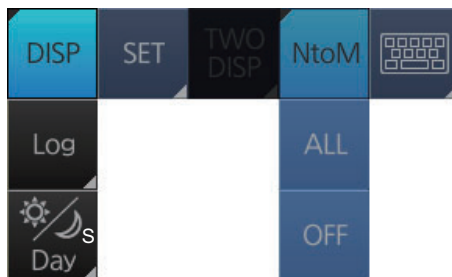 DISP
SET
TWO
DISP
NtoM
Log
ALL
S
Day
OFF